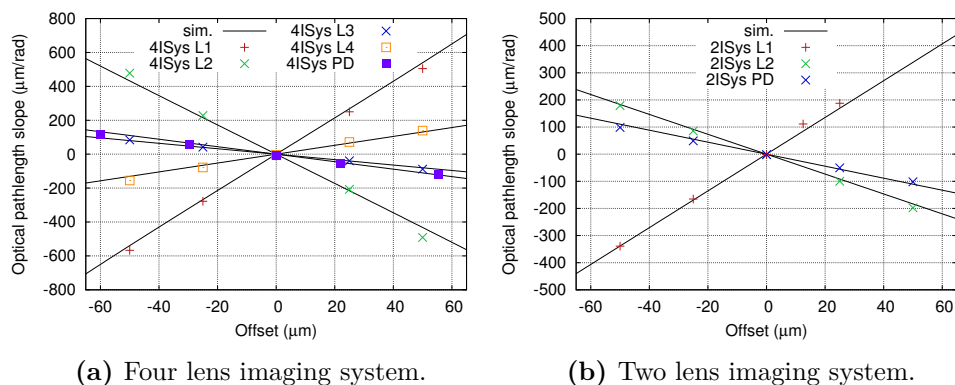 Optical pathlength slope (μm/rad)
800
600
400
200
0
-200
-400
-600
-800
sim.
4ISys L1
4ISys L2
4ISys L3
4ISys L4
4ISys PD
-60 -40 -20 0 20 40 60
Offset (μm)
(a) Four lens imaging system.
Optical pathlength slope (μm/rad)
500
400
300
200
100
0
-100
-200
-300
-400
-500
sim.
2ISys L1
2ISys L2
2ISys PD
-60 -40 -20 0 20 40 60
Offset (μm)
(b) Two lens imaging system.